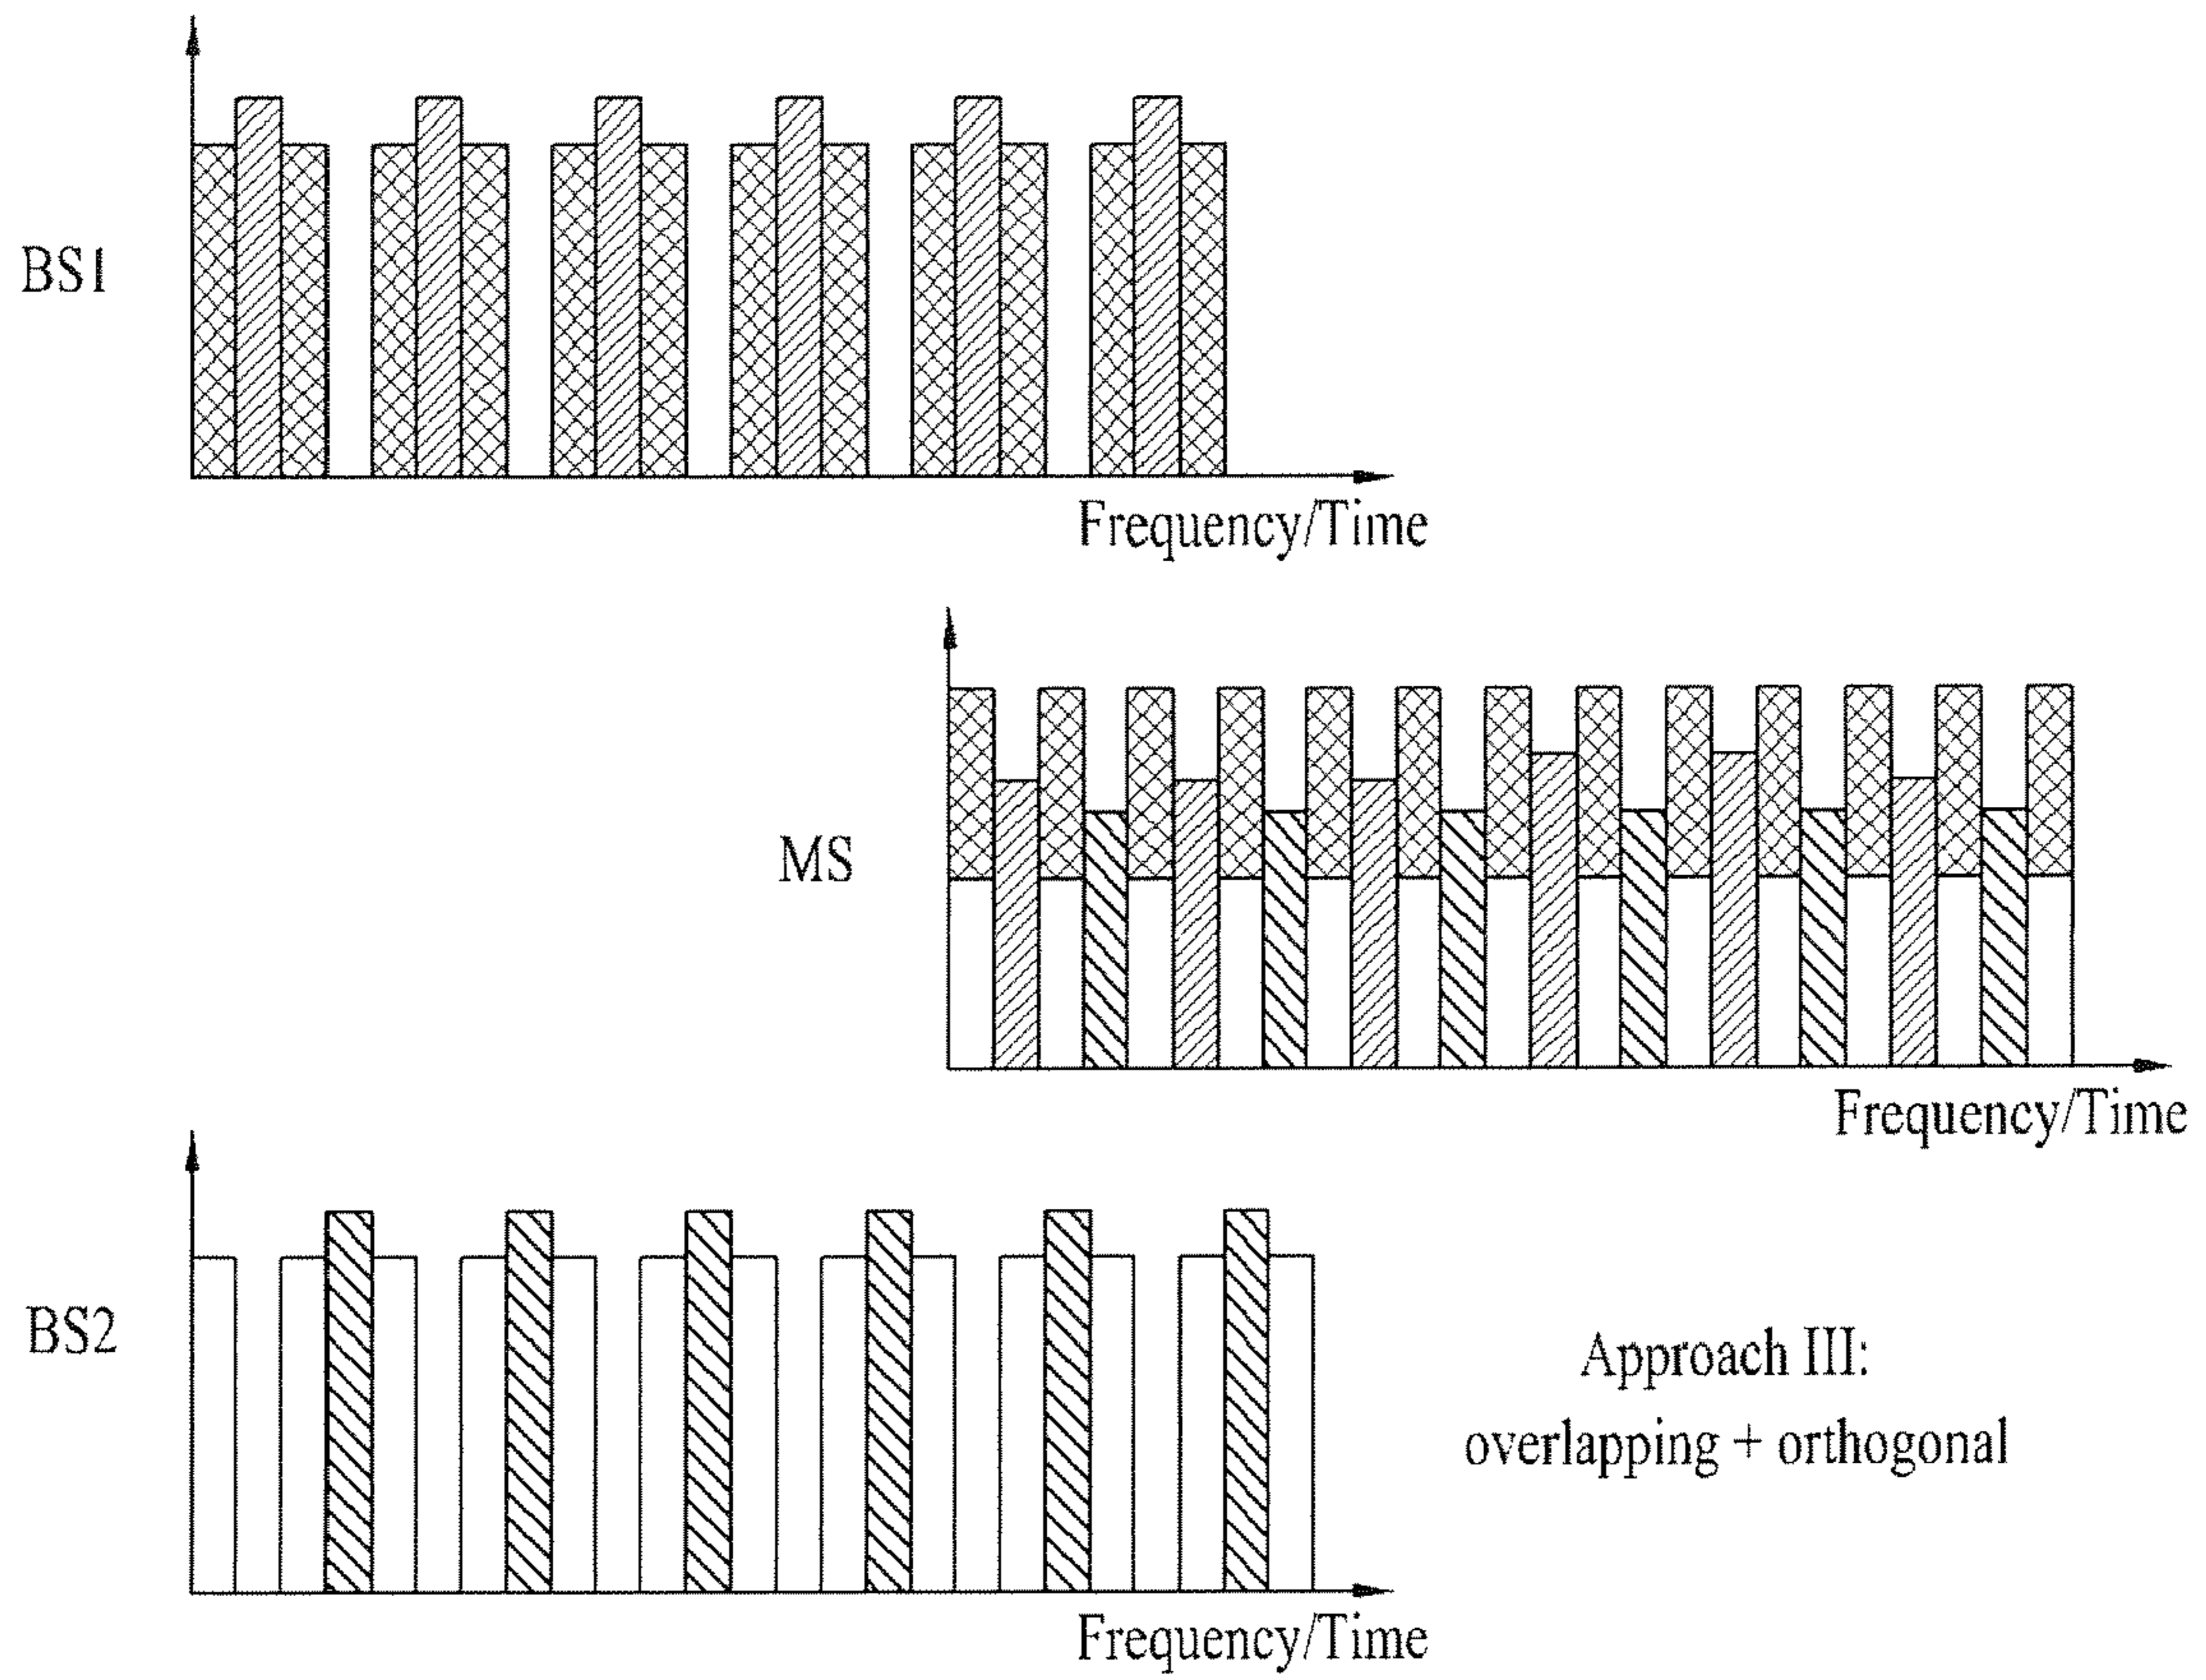 BS1
Frequency/Time
MS
Frequency/Time
BS2
Approach III:
overlapping + orthogonal
Frequency/Time